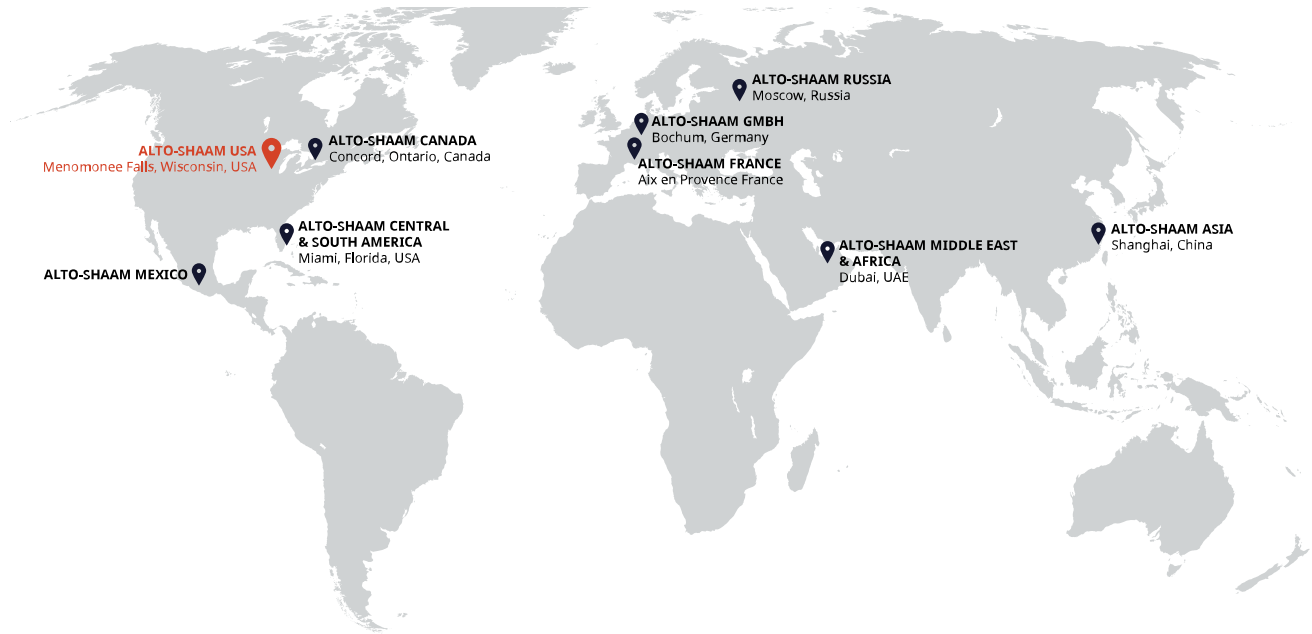 ALTO-SHAAM RUSSIA
Moscow, Russia
ALTO-SHAAM GMBH
Bochum, Germany
ALTO-SHAAM FRANCE
Aix en Provence France
ALTO-SHAAM USA
Menomonee Falls, Wisconsin, USA
ALTO-SHAAM CANADA
Concord, Ontario, Canada
ALTO-SHAAM CENTRAL
& SOUTH AMERICA
Miami, Florida, USA
ALTO-SHAAM MEXICO
ALTO-SHAAM MIDDLE EAST
& AFRICA
Dubai, UAE
ALTO-SHAAM ASIA
Shanghai, China